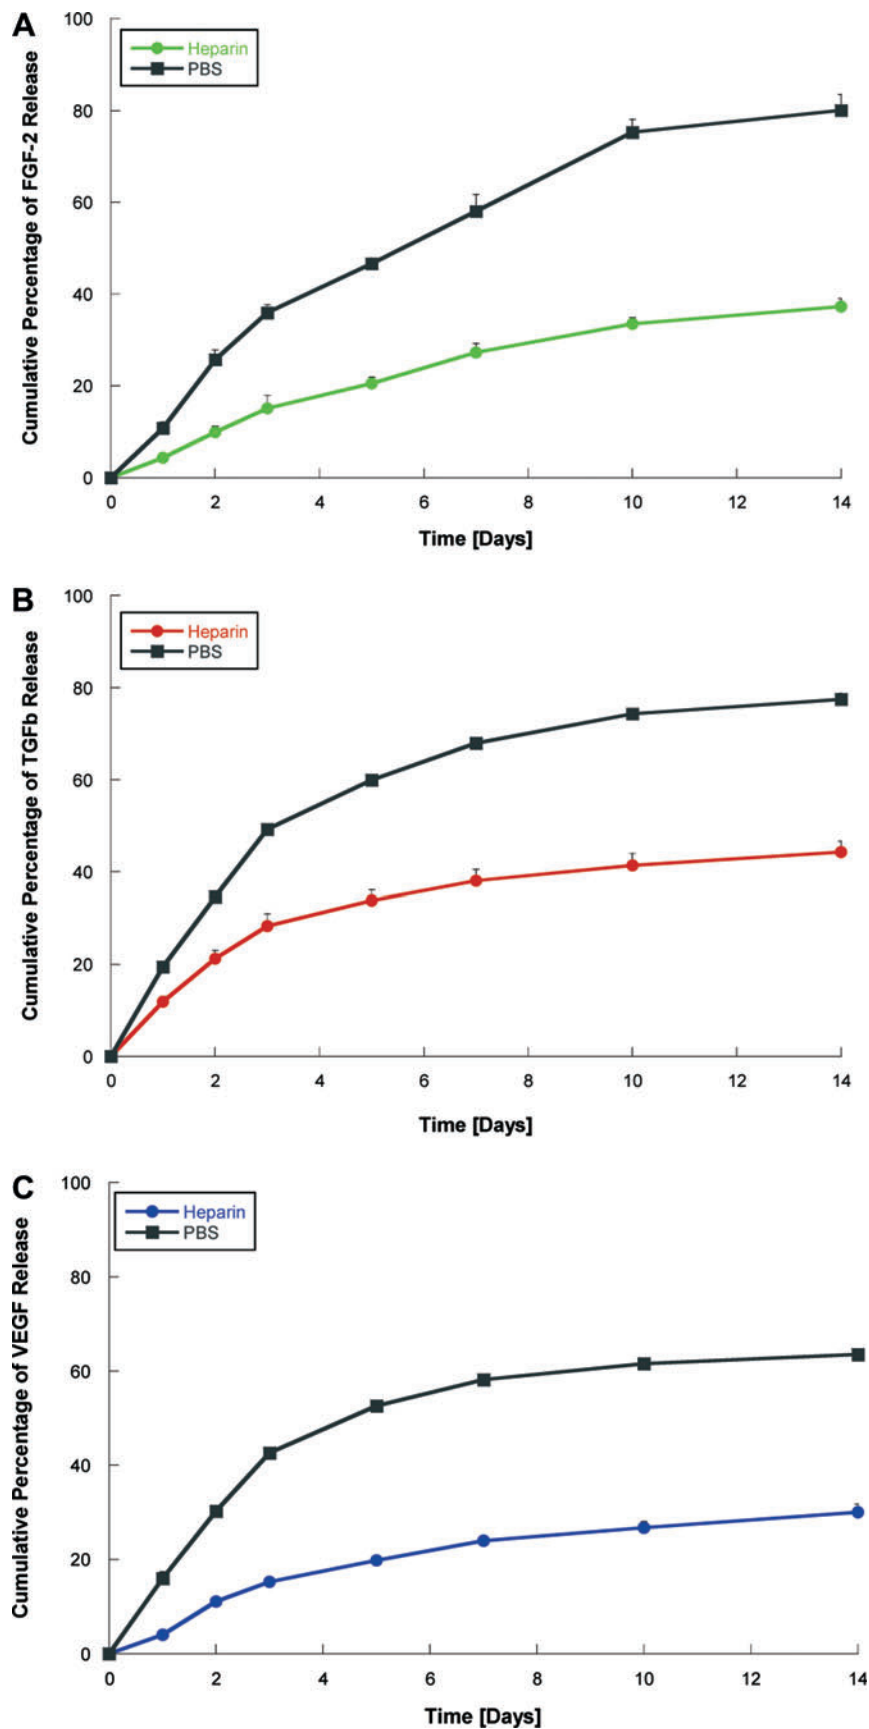 A
Cumulative Percentage of FGF-2 Release
100
80
60
40
20
0
Heparin
PBS
0 2 4 6 8 10 12 14
Time [Days]
B
Cumulative Percentage of TGFb Release
100
80
60
40
20
0
Heparin
PBS
0 2 4 6 8 10 12 14
Time [Days]
C
Cumulative Percentage of VEGF Release
100
80
60
40
20
0
Heparin
PBS
0 2 4 6 8 10 12 14
Time [Days]